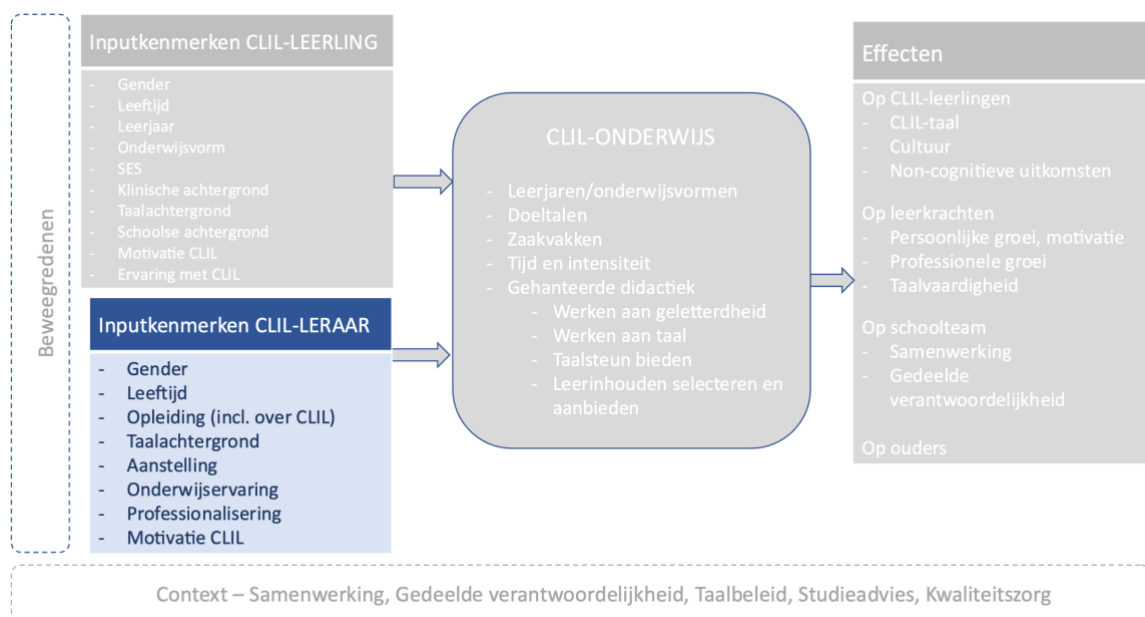 Beweegredenen
Inputkenmerken CLIL-LEERLING
- Gender
- Leeftijd
- Leerjaar
- Onderwijsvorm
- SES
- Klinische achtergrond
- Taalachtergrond
- Schoolse achtergrond
- Motivatie CLIL
- Ervaring met CLIL
Inputkenmerken CLIL-LERAAR
- Gender
- Leeftijd
- Opleiding (incl. over CLIL)
- Taalachtergrond
- Aanstelling
- Onderwijservaring
- Professionalisering
- Motivatie CLIL
CLIL-ONDERWIJS
- Leerjaren/onderwijsvormen
- Doeltalen
- Zaakvakken
- Tijd en intensiteit
- Gehanteerde didactiek
- Werken aan geletterdheid
- Werken aan taal
- Taalsteun bieden
- Leerinhouden selecteren en
aanbieden
Effecten
Op CLIL-leerlingen
- CLIL-taal
- Cultuur
- Non-cognitieve uitkomsten
Op leerkrachten
- Persoonlijke groei, motivatie
- Professionele groei
- Taalvaardigheid
Op schoolteam
- Samenwerking
- Gedeelde
verantwoordelijkheid
Op ouders
Context – Samenwerking, Gedeelde verantwoordelijkheid, Taalbeleid, Studieadvies, Kwaliteitszorg